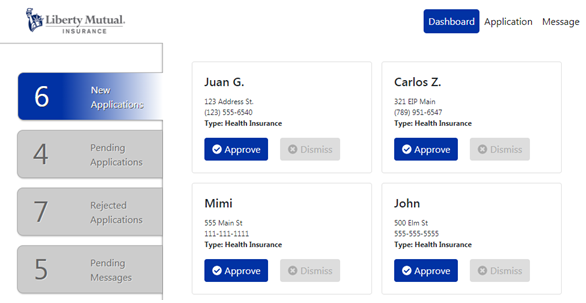 Liberty Mutual.
INSURANCE
Dashboard Application Message
6 New
Applications
4 Pending
Applications
7 Rejected
Applications
5 Pending
Messages
Juan G.
123 Address St.
(123) 555-6540
Type: Health Insurance
Approve Dismiss
Carlos Z.
321 EIP Main
(789) 951-6547
Type: Health Insurance
Approve Dismiss
Mimi
555 Main St
111-111-1111
Type: Health Insurance
Approve Dismiss
John
500 Elm St
555-555-5555
Type: Health Insurance
Approve Dismiss